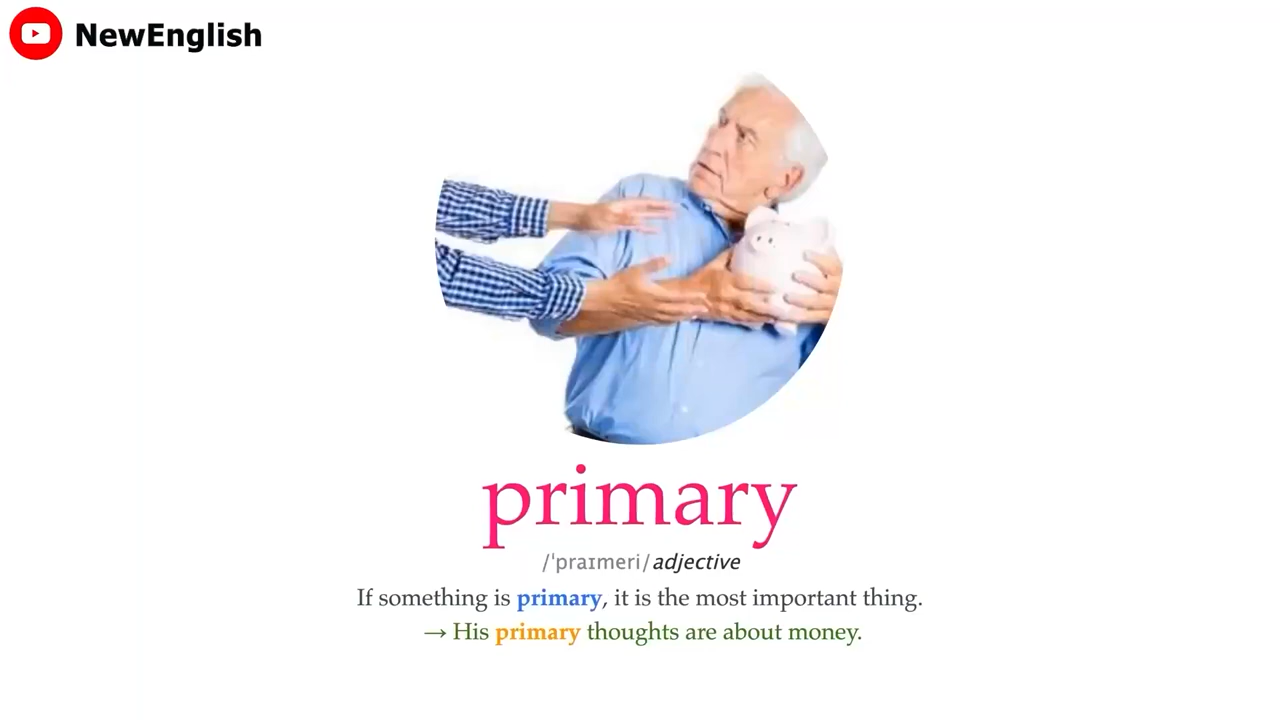 NewEnglish
primary
/ˈpraɪmeri/ adjective
If something is primary, it is the most important thing.
→ His primary thoughts are about money.